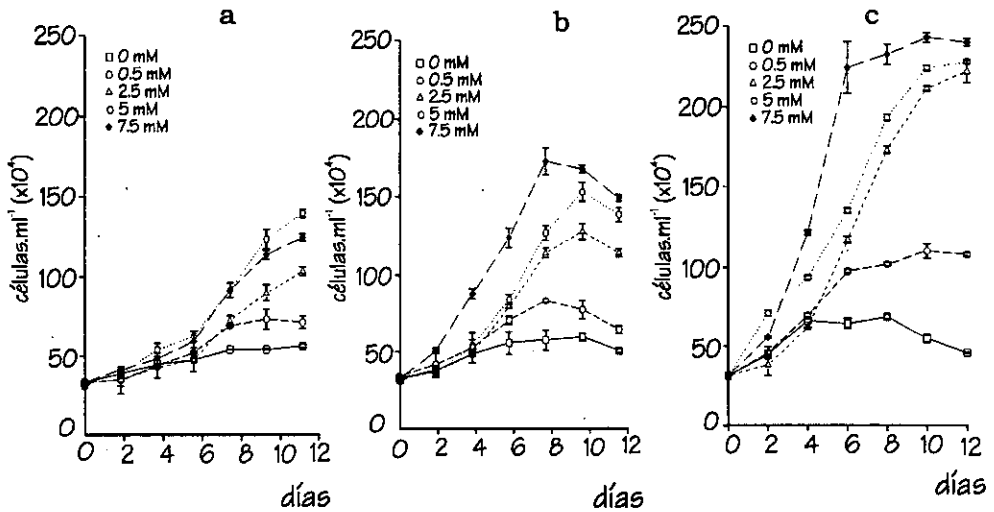 a
250
200
150
100
50
0
□ 0 mM
○ 0.5 mM
△ 2.5 mM
○ 5 mM
◆ 7.5 mM
células.ml⁻¹ (x10⁴)
0 2 4 6 8 10 12
días
b
250
200
150
100
50
0
□ 0 mM
○ 0.5 mM
△ 2.5 mM
○ 5 mM
◆ 7.5 mM
células.ml⁻¹ (x10⁴)
0 2 4 6 8 10 12
días
c
250
200
150
100
50
0
□ 0 mM
○ 0.5 mM
△ 2.5 mM
○ 5 mM
◆ 7.5 mM
células.ml⁻¹ (x10⁴)
0 2 4 6 8 10 12
días